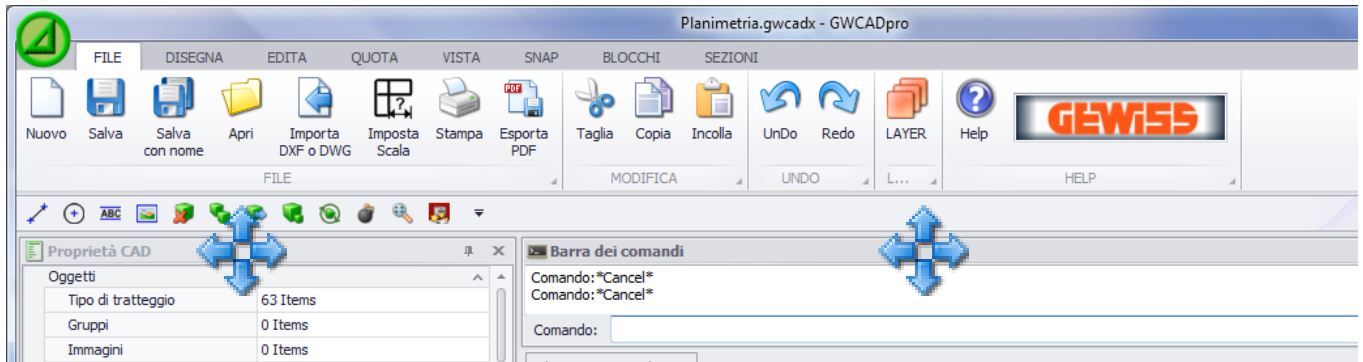 Planimetria.gwcadx - GWCADpro
FILE DISEGNA EDITA QUOTA VISTA SNAP BLOCCHI SEZIONI
Nuovo Salva Salva con nome Apri Importa DXF o DWG Imposta Scala Stampa PDF Esporta PDF Taglia Copia Incolla UnDo Redo LAYER Help GEWISS
FILE MODIFICA UNDO L... HELP
ABC
Proprietà CAD
Barra dei comandi
Oggetti
Comando:*Cancel*
Comando:*Cancel*
Tipo di tratteggio 63 Items
Gruppi 0 Items
Comando:
Immagini 0 Items